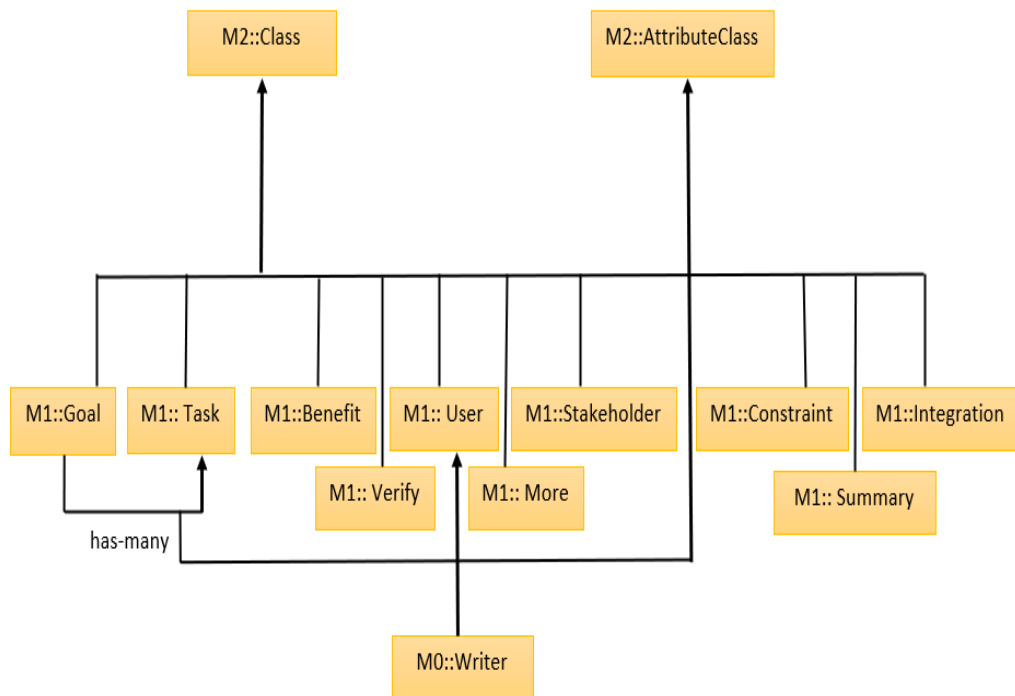 M2::Class
M2::AttributeClass
M1::Goal
M1:: Task
M1::Benefit
M1:: User
M1::Stakeholder
M1::Constraint
M1::Integration
M1:: Verify
M1:: More
M1:: Summary
has-many
M0::Writer